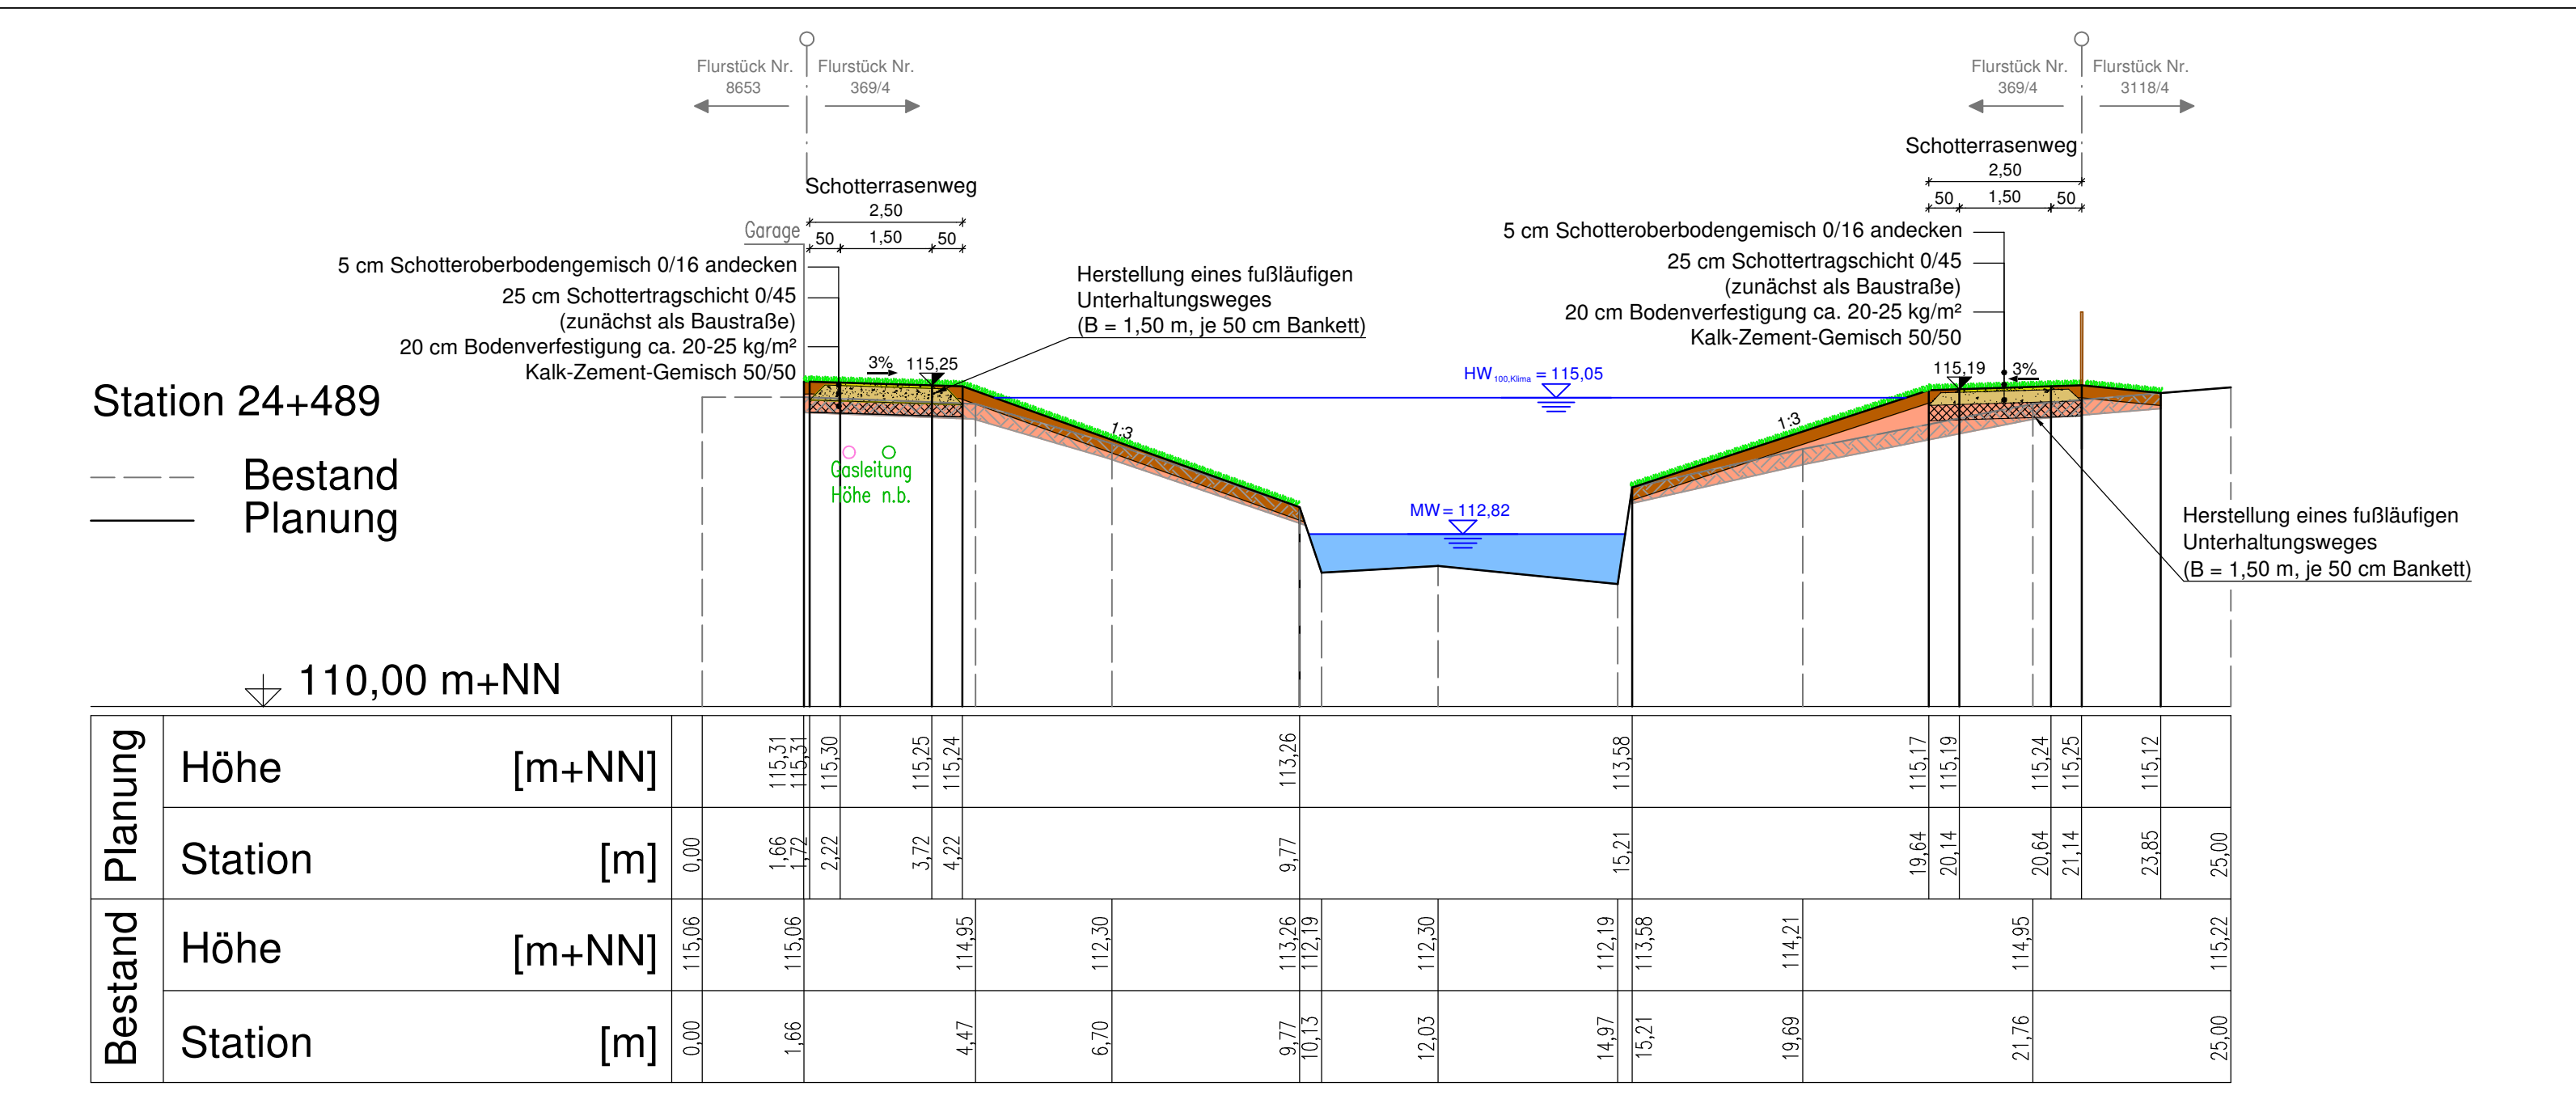 Flurstück Nr.
8653
Flurstück Nr.
369/4
Flurstück Nr.
369/4
Flurstück Nr.
3118/4
Schotterrasenweg
2,50
50 1,50 50
Garage
5 cm Schotteroberbodengemisch 0/16 andecken
25 cm Schottertragschicht 0/45
(zunächst als Baustraße)
20 cm Bodenverfestigung ca. 20-25 kg/m²
Kalk-Zement-Gemisch 50/50
3% 115,25
Herstellung eines fußläufigen
Unterhaltungsweges
(B = 1,50 m, je 50 cm Bankett)
Schotterrasenweg
2,50
50 1,50 50
5 cm Schotteroberbodengemisch 0/16 andecken
25 cm Schottertragschicht 0/45
(zunächst als Baustraße)
20 cm Bodenverfestigung ca. 20-25 kg/m²
Kalk-Zement-Gemisch 50/50
115,19 3%
HW100,Klima = 115,05
1:3
1:3
Gasleitung
Höhe n.b.
MW = 112,82
Herstellung eines fußläufigen
Unterhaltungsweges
(B = 1,50 m, je 50 cm Bankett)
Station 24+489
Bestand
Planung
110,00 m+NN
Planung
Höhe [m+NN] 115,31 115,31 115,30 115,25 115,24 113,26 113,58 115,17 115,19 115,24 115,25 115,12
Station [m] 0,00 1,66 1,72 2,22 3,72 4,22 9,77 15,21 19,64 20,14 20,64 21,14 23,85 25,00
Bestand
Höhe [m+NN] 115,06 115,06 114,95 112,30 113,26 112,19 112,30 112,19 113,58 114,21 114,95 115,22
Station [m] 0,00 1,66 4,47 6,70 9,77 10,13 12,03 14,97 15,21 19,69 21,76 25,00